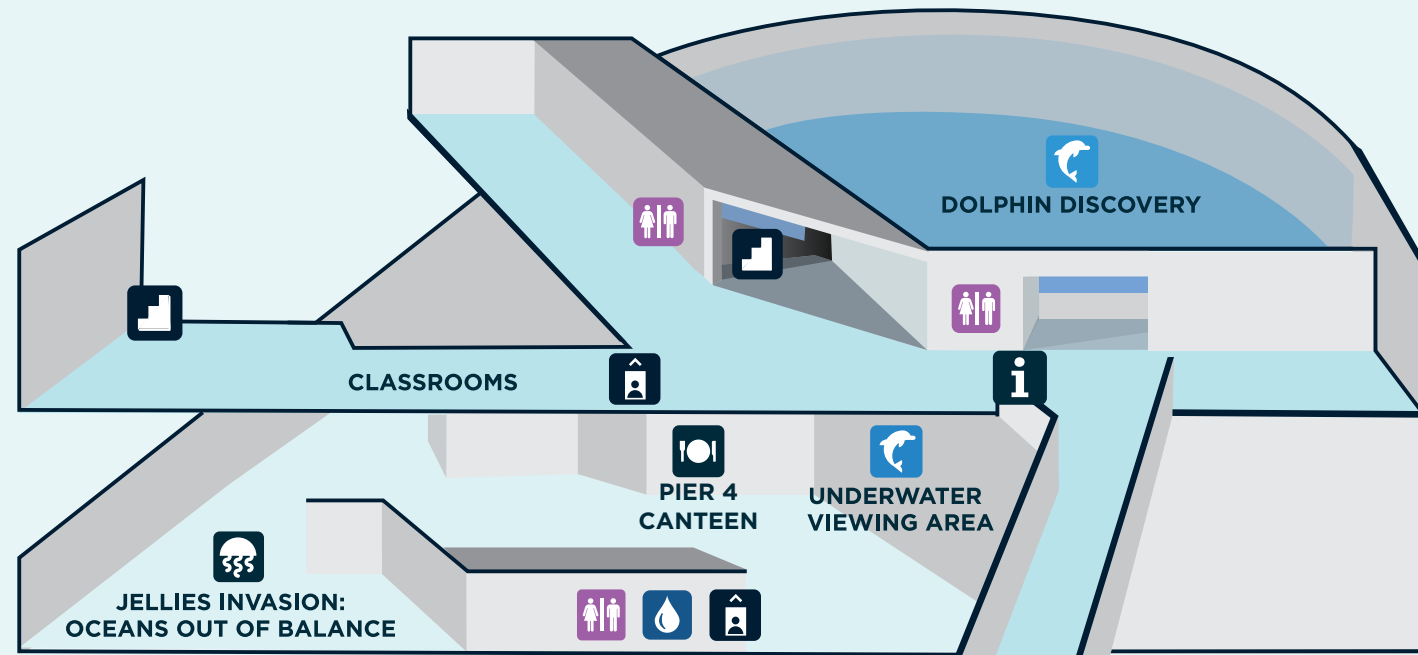 DOLPHIN DISCOVERY
CLASSROOMS
i
PIER 4
CANTEEN
UNDERWATER
VIEWING AREA
JELLIES INVASION:
OCEANS OUT OF BALANCE